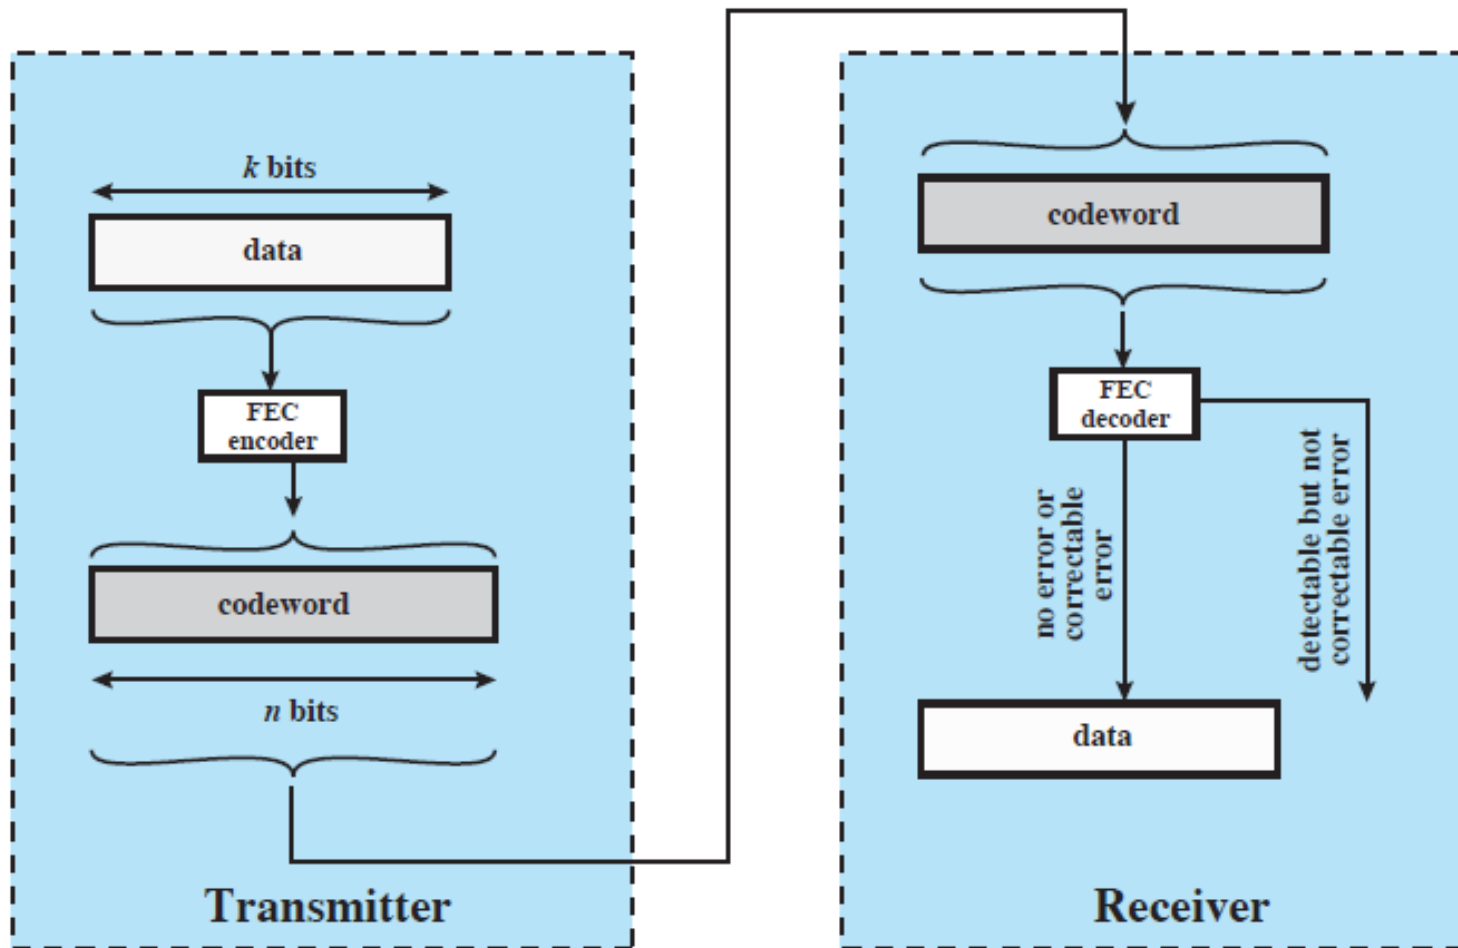 k bits
data
FEC
encoder
codeword
n bits
Transmitter
codeword
FEC
decoder
no error or
correctable
error
detectable but not
correctable error
data
Receiver